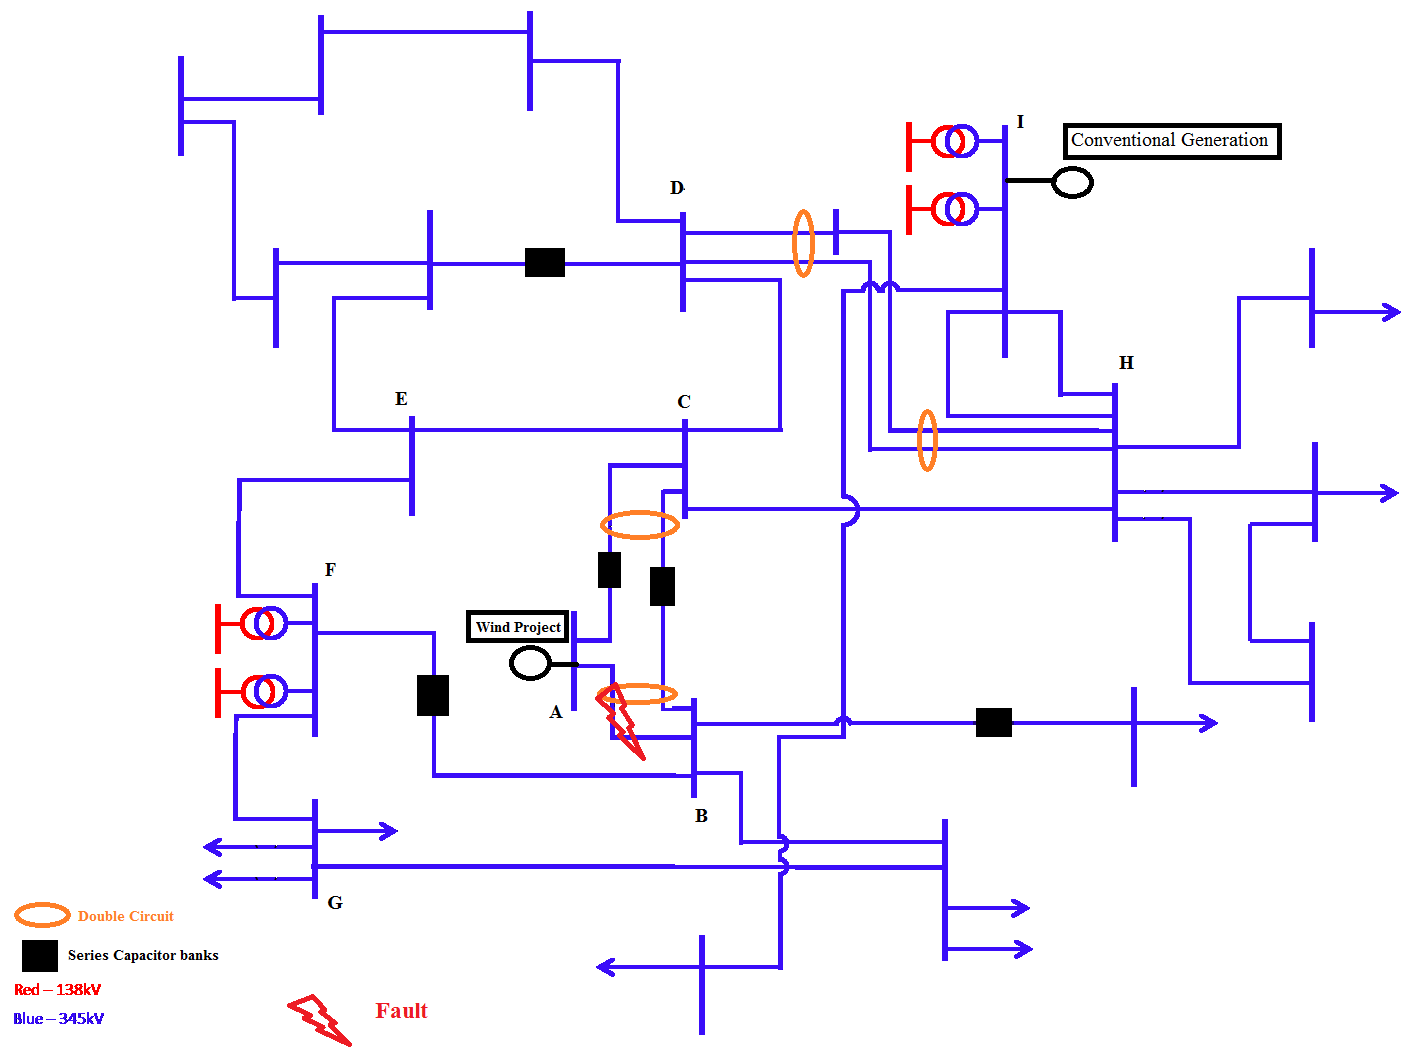 I
Conventional Generation
D
H
E
C
F
Wind Project
A
B
G
Double Circuit
Series Capacitor banks
Red – 138kV
Blue – 345kV
Fault